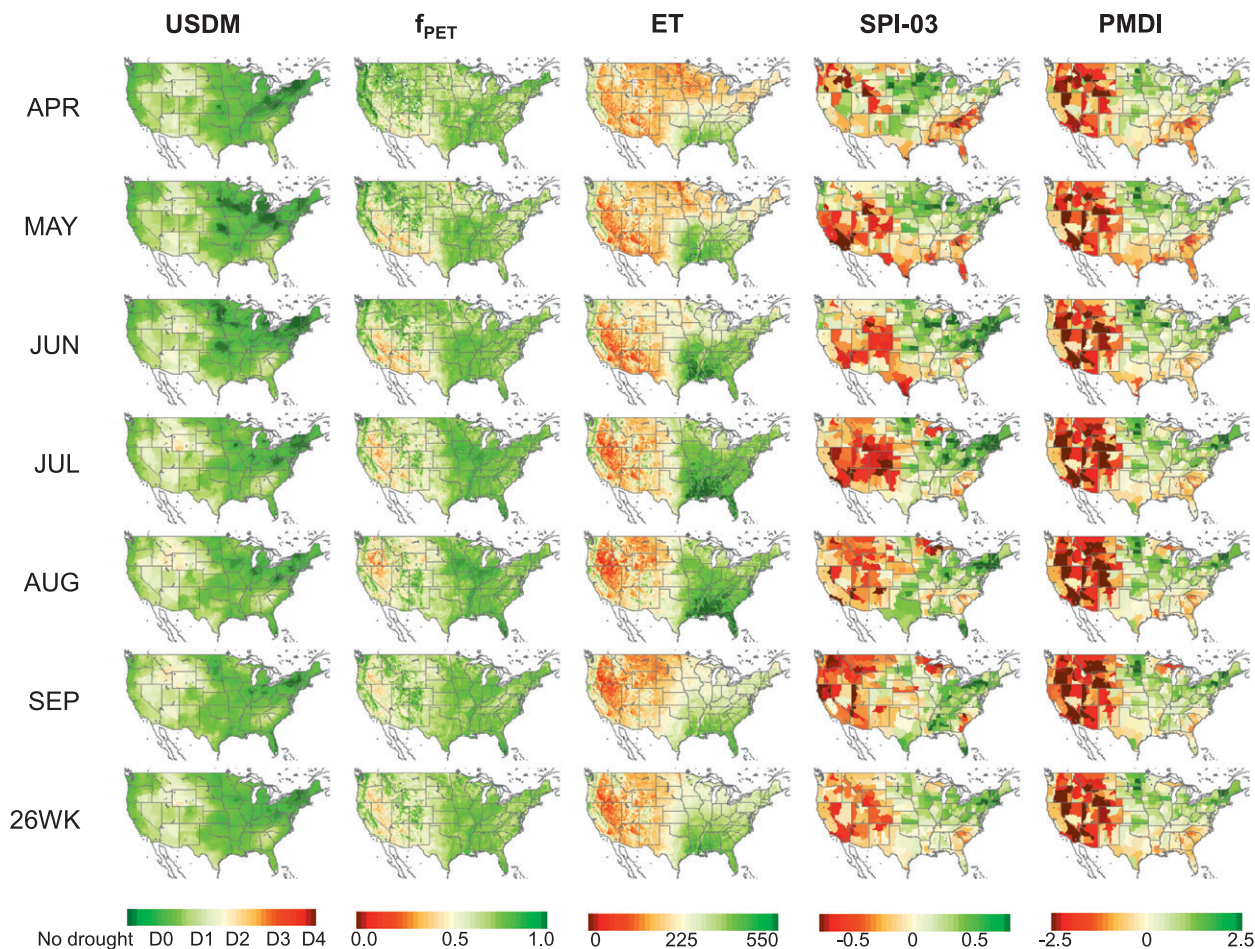 USDM fPET ET SPI-03 PMDI
APR
MAY
JUN
JUL
AUG
SEP
26WK
No drought D0 D1 D2 D3 D4 0.0 0.5 1.0 0 225 550 -0.5 0 0.5 -2.5 0 2.5